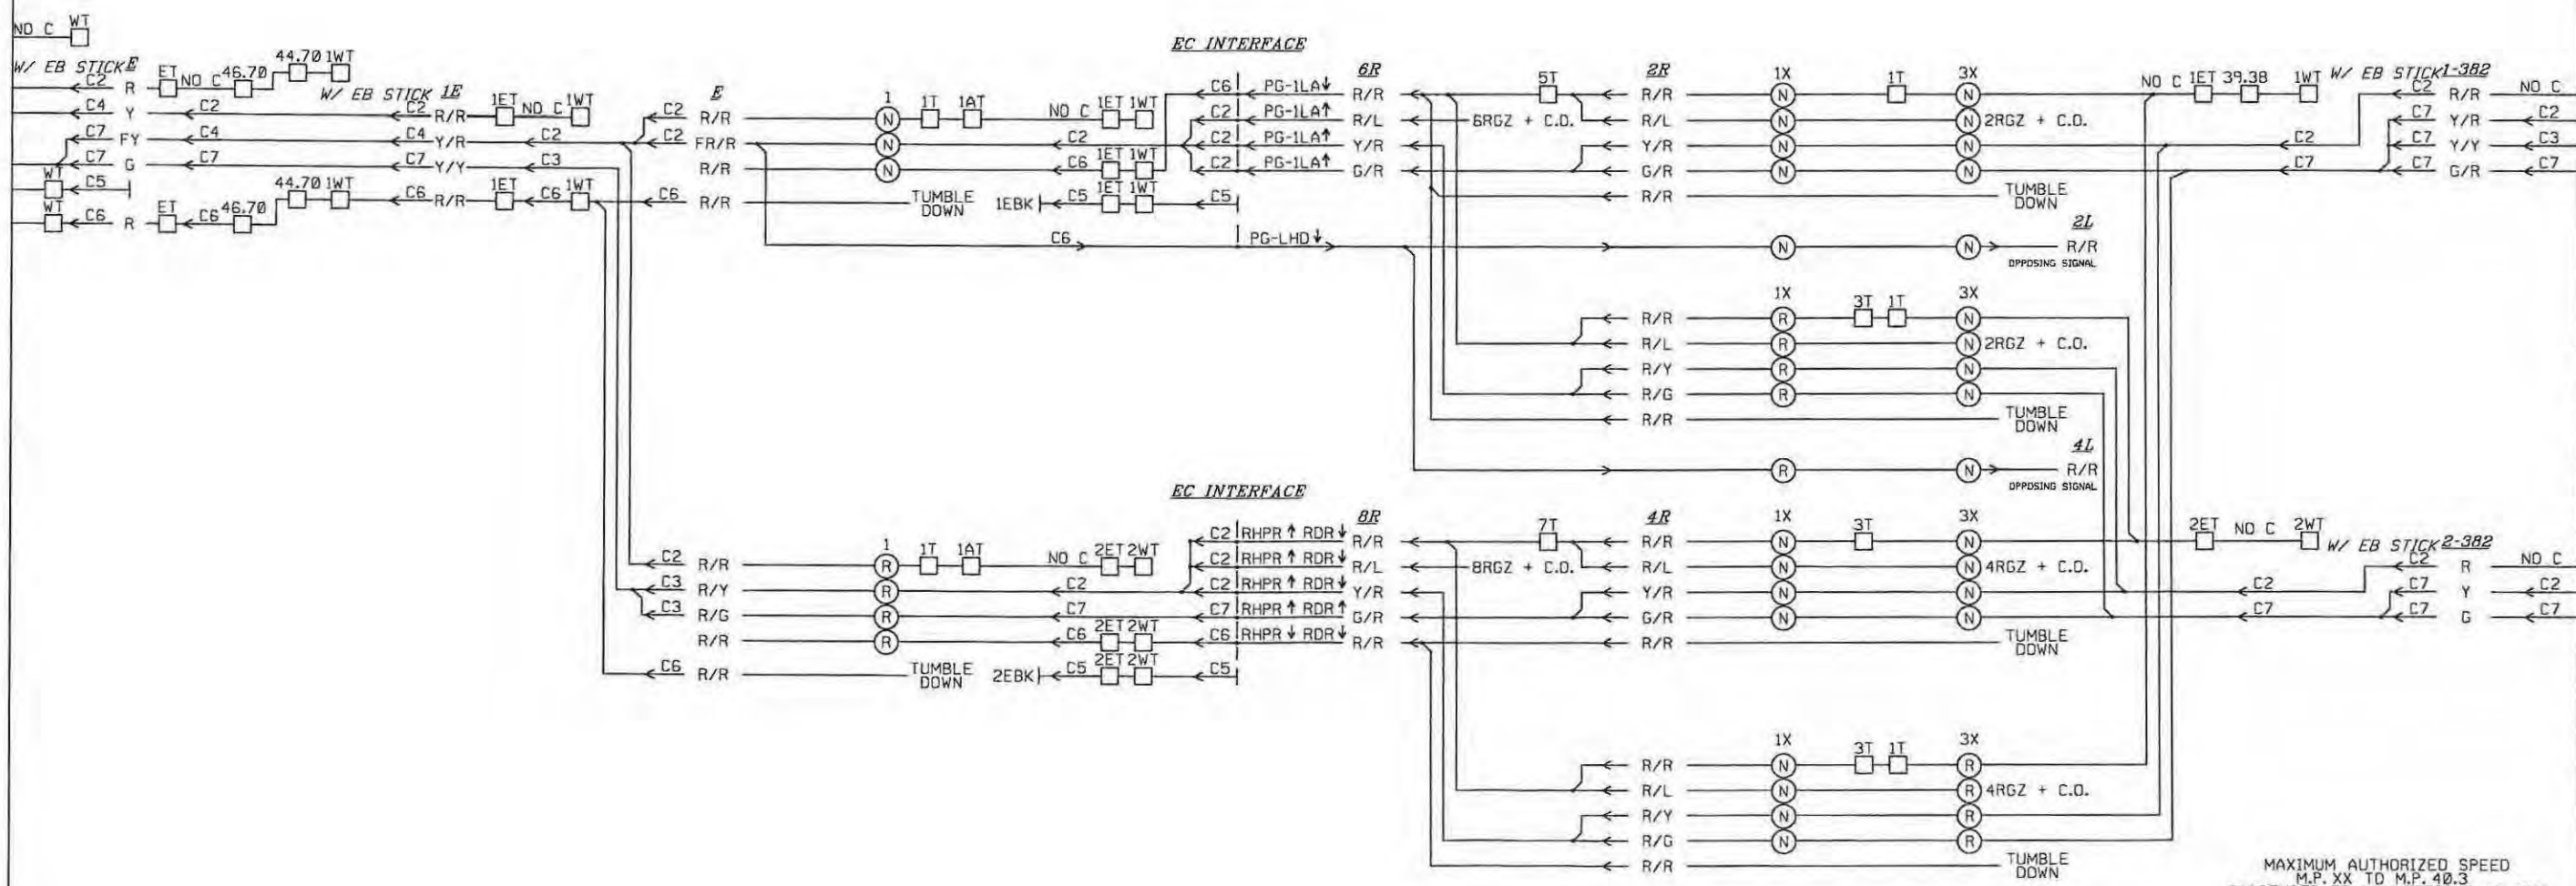 NO C WT
EC INTERFACE
W/ EB STICK E
C2 R ET NO C 46.70 44.70 1WT
W/ EB STICK 1E
C4 Y C2 C2 R/R 1ET NO C 1WT
C7 FY C4 C4 Y/R C2
C7 G C7 C7 Y/Y C3
WT C5
WT C6 R ET C6 46.70 44.70 1WT C6 R/R 1ET C6 1WT C6 R/R TUMBLE DOWN
E
C2 R/R 1 N 1T 1AT NO C 1ET 1WT
C2 FR/R N C2
R/R N C6 1ET 1WT
1EBK C5 1ET 1WT C5
C6 PG-LHD↓
6R
C6 PG-1LA↓ R/R
C2 PG-1LA↑ R/L 6RGZ + C.O.
C2 PG-1LA↑ Y/R
C2 PG-1LA↑ G/R
2R 1X 3X
5T R/R N 1T N NO C 1ET 39.38 1WT W/ EB STICK 1-382
R/L N N 2RGZ + C.O.
Y/R N N C2
G/R N N C7
R/R TUMBLE DOWN
C2 R/R NO C
C7 Y/R C2
C7 Y/Y C3
C7 G/R C7
2L
N N R/R
OPPOSING SIGNAL
1X 3X
R/R R 3T 1T N
R/L R N 2RGZ + C.O.
R/Y R N
R/G R N
R/R TUMBLE DOWN
4L
R N R/R
OPPOSING SIGNAL
EC INTERFACE
8R
C2 RHPR ↑ RDR↓ R/R
C2 RHPR ↑ RDR↓ R/L 8RGZ + C.O.
C2 RHPR ↑ RDR↓ Y/R
C7 RHPR ↑ RDR↑ G/R
C6 RHPR ↓ RDR↓ R/R
C2 R/R 1 R 1T 1AT NO C 2ET 2WT
C3 R/Y R C2
C3 R/G R C7
R/R R C6 2ET 2WT
C6 R/R TUMBLE DOWN 2EBK C5 2ET 2WT C5
4R 1X 3X
7T R/R N 3T N 2ET NO C 2WT W/ EB STICK 2-382
R/L N N 4RGZ + C.O.
Y/R N N C2
G/R N N C7
R/R TUMBLE DOWN
C2 R NO C
C7 Y C2
C7 G C7
1X 3X
R/R N 3T 1T R
R/L N R 4RGZ + C.O.
R/Y N R
R/G N R
R/R TUMBLE DOWN
MAXIMUM AUTHORIZED SPEED
M.P. XX TO M.P. 40.3